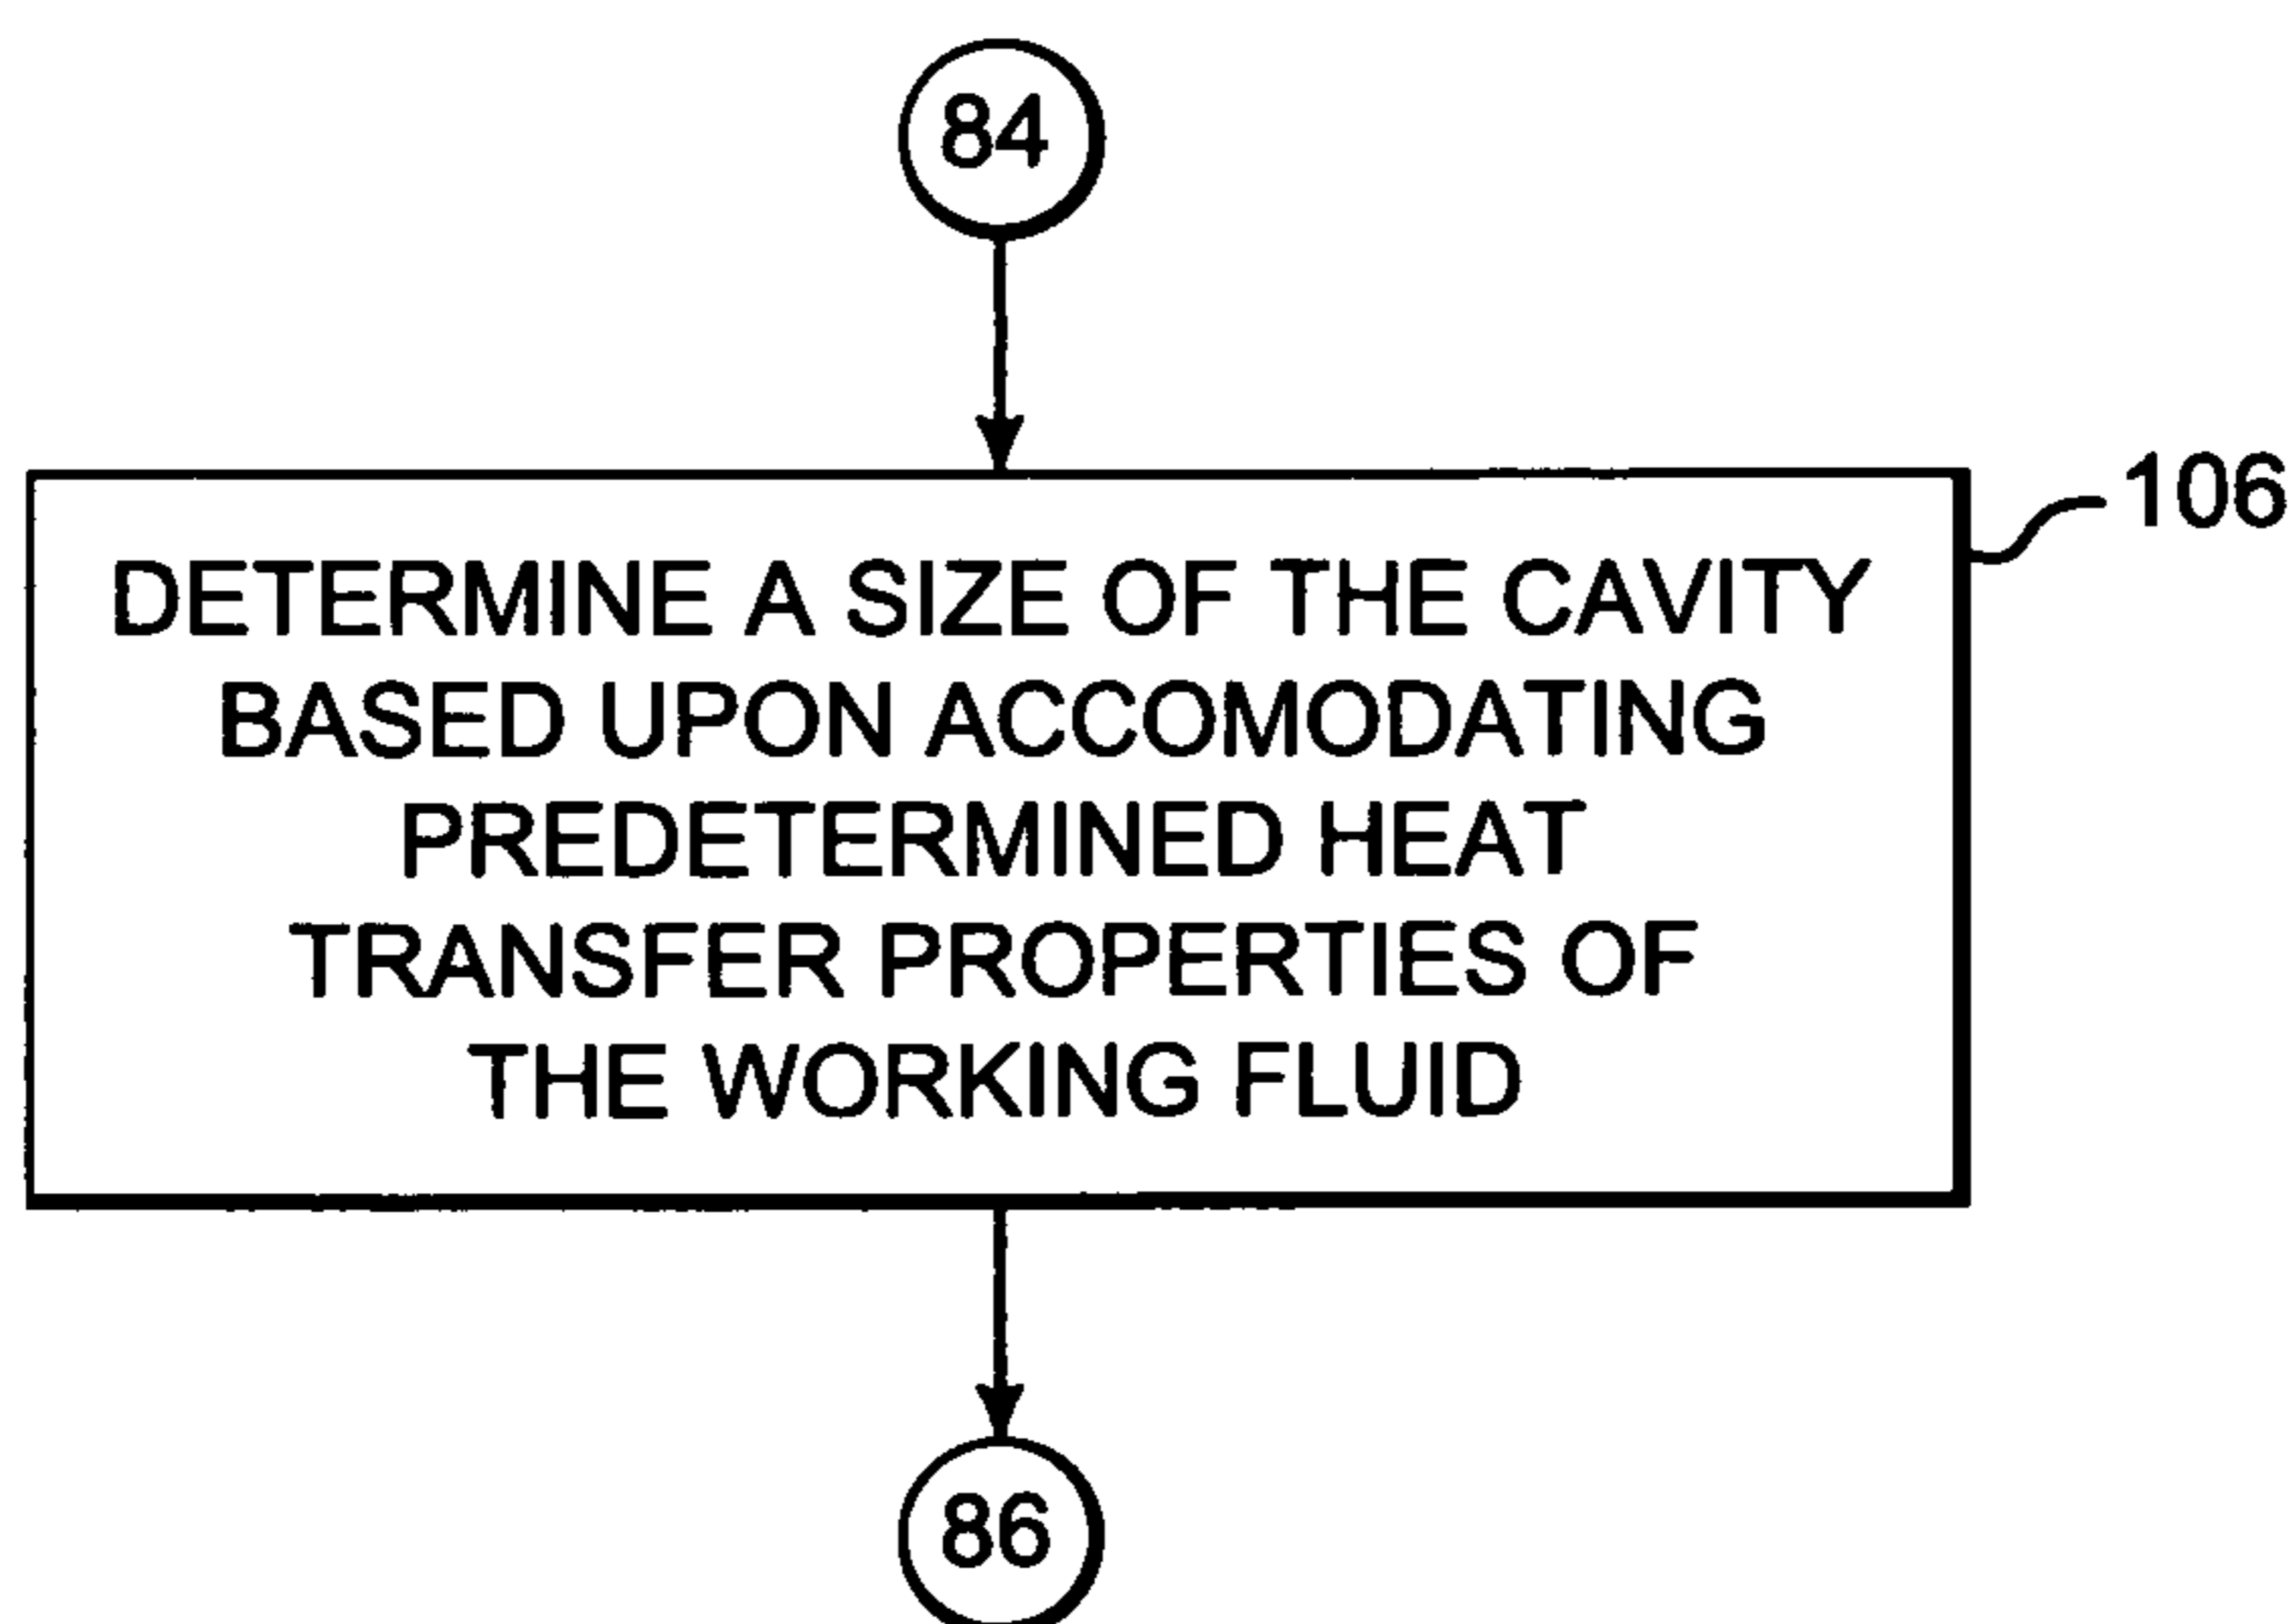 84
106
DETERMINE A SIZE OF THE CAVITY
BASED UPON ACCOMODATING
PREDETERMINED HEAT
TRANSFER PROPERTIES OF
THE WORKING FLUID
86